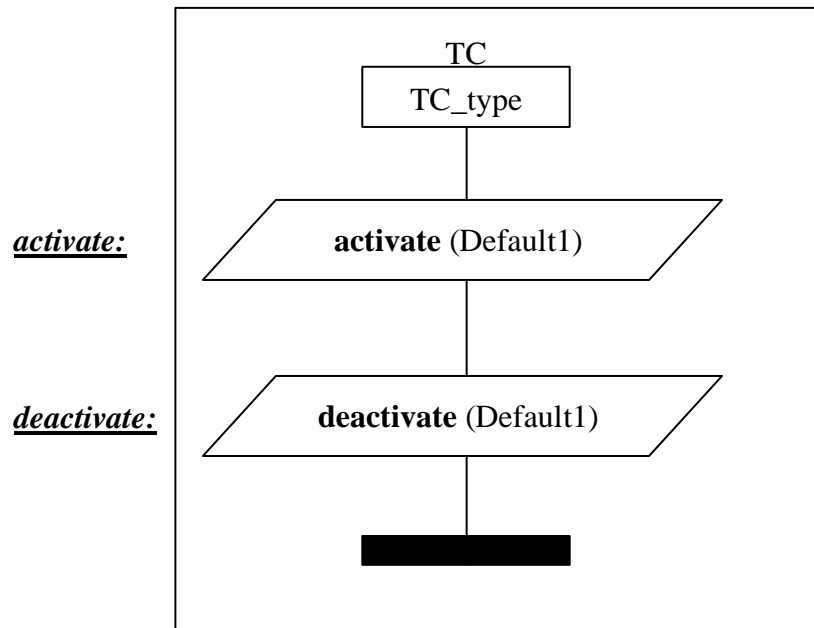 TC
TC_type
activate:
activate (Default1)
deactivate:
deactivate (Default1)